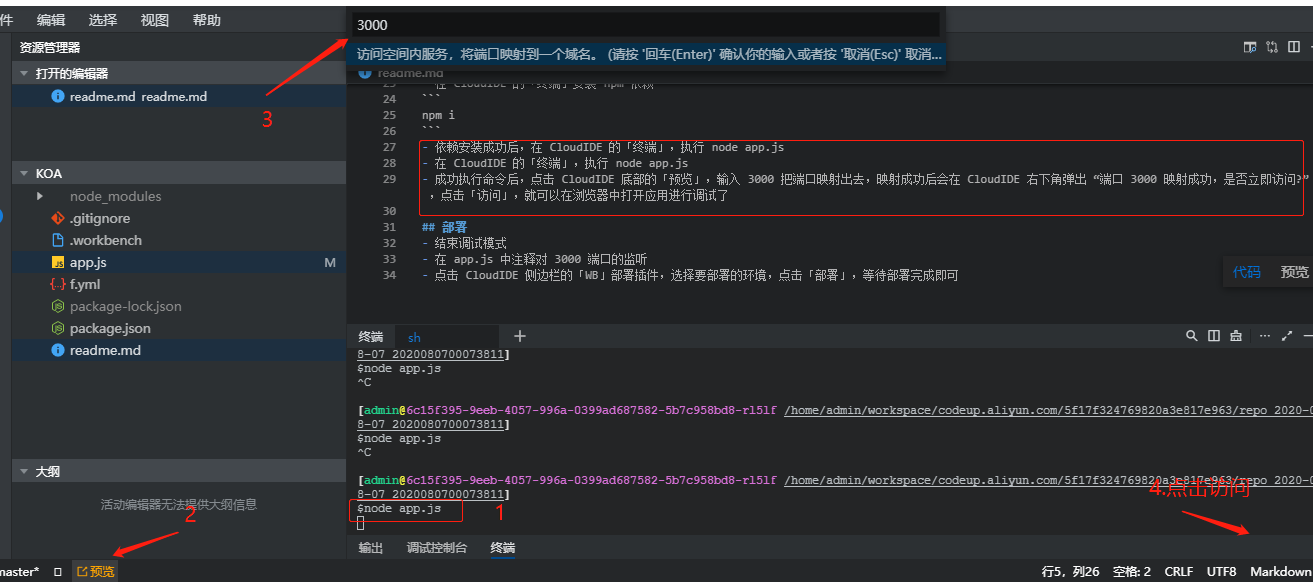 件 编辑 选择 视图 帮助
3000
访问空间内服务，将端口映射到一个域名。 (请按 '回车(Enter)' 确认你的输入或者按 '取消(Esc)' 取消...
资源管理器
打开的编辑器
readme.md readme.md
3
KOA
node_modules
.gitignore
.workbench
app.js M
f.yml
package-lock.json
package.json
readme.md
大纲
活动编辑器无法提供大纲信息
2
readme.md
23 - 在 CloudIDE 的「终端」安装 npm 依赖
24 ```
25 npm i
26 ```
27 - 依赖安装成功后，在 CloudIDE 的「终端」，执行 node app.js
28 - 在 CloudIDE 的「终端」，执行 node app.js
29 - 成功执行命令后，点击 CloudIDE 底部的「预览」，输入 3000 把端口映射出去，映射成功后会在 CloudIDE 右下角弹出 “端口 3000 映射成功，是否立即访问?”
，点击「访问」，就可以在浏览器中打开应用进行调试了
30
31 ## 部署
32 - 结束调试模式
33 - 在 app.js 中注释对 3000 端口的监听
34 - 点击 CloudIDE 侧边栏的「WB」部署插件，选择要部署的环境，点击「部署」，等待部署完成即可
代码 预览
终端 sh +
8-07 2020080700073811]
$node app.js
^C
[admin@6c15f395-9eeb-4057-996a-0399ad687582-5b7c958bd8-rl5lf /home/admin/workspace/codeup.aliyun.com/5f17f324769820a3e817e963/repo_2020-0
8-07 2020080700073811]
$node app.js
^C
[admin@6c15f395-9eeb-4057-996a-0399ad687582-5b7c958bd8-rl5lf /home/admin/workspace/codeup.aliyun.com/5f17f324769820a3e817e963/repo_2020-0
8-07 2020080700073811]
$node app.js
1
4.点击访问
输出 调试控制台 终端
master* 预览 行5，列26 空格: 2 CRLF UTF8 Markdown